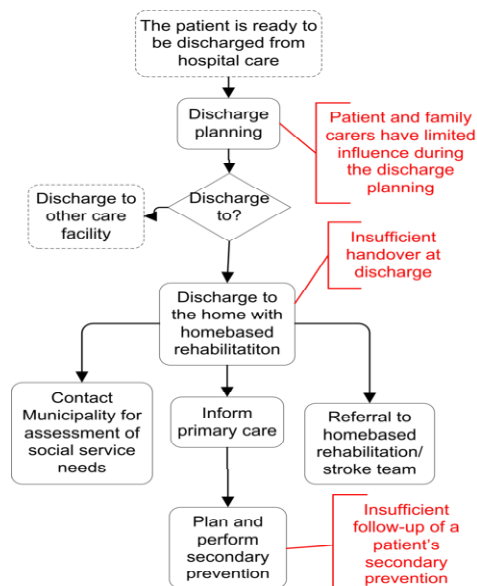 The patient is ready to
be discharged from
hospital care
Discharge
planning
Patient and family
carers have limited
influence during
the discharge
planning
Discharge to
other care
facility
Discharge
to?
Insufficient
handover at
discharge
Discharge to
the home with
homebased
rehabilitatiton
Contact
Municipality for
assessment of
social service
needs
Inform
primary care
Referral to
homebased
rehabilitation/
stroke team
Plan and
perform
secondary
prevention
Insufficient
follow-up of a
patient's
secondary
prevention